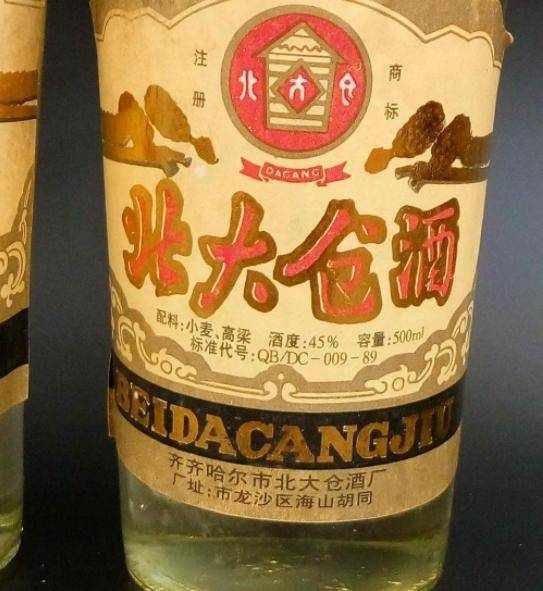 注册
商标
北大仓
DACANG
北大仓酒
配料:小麦、高粱 酒度:45% 容量:500ml
标准代号:QB/DC-009-89
BEIDACANGJIU
齐齐哈尔市北大仓酒厂
厂址:市龙沙区海山胡同